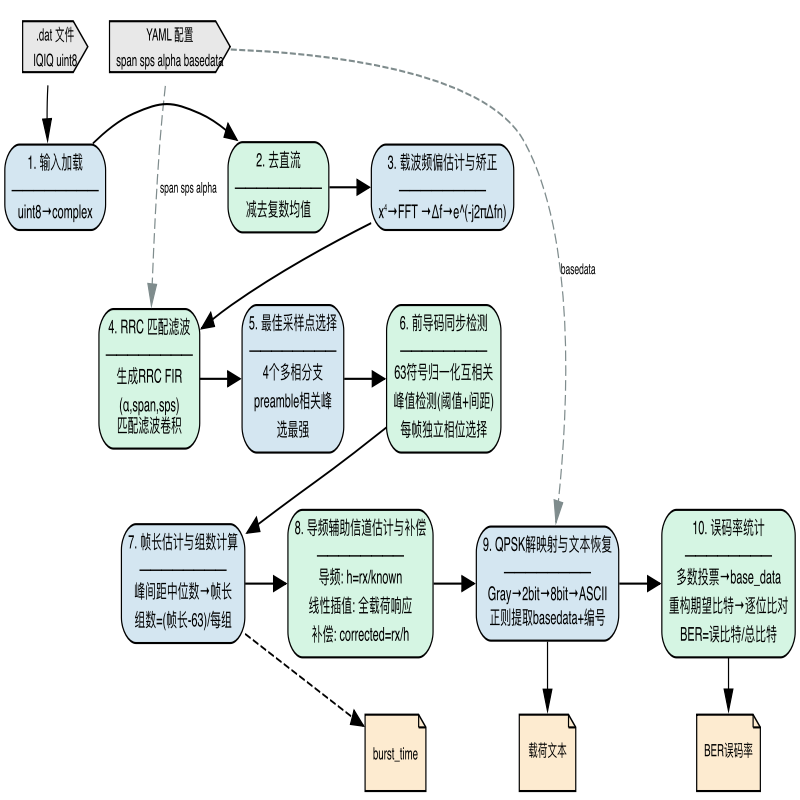 .dat 文件
IQIQ uint8
YAML 配置
span sps alpha basedata
1. 输入加载
uint8→complex
2. 去直流
减去复数均值
3. 载波频偏估计与矫正
x⁴→FFT →Δf→e^(-j2πΔfn)
span sps alpha
basedata
4. RRC 匹配滤波
生成RRC FIR
(α,span,sps)
匹配滤波卷积
5. 最佳采样点选择
4个多相分支
preamble相关峰
选最强
6. 前导码同步检测
63符号归一化互相关
峰值检测(阈值+间距)
每帧独立相位选择
7. 帧长估计与组数计算
峰间距中位数→帧长
组数=(帧长-63)/每组
8. 导频辅助信道估计与补偿
导频: h=rx/known
线性插值: 全载荷响应
补偿: corrected=rx/h
9. QPSK解映射与文本恢复
Gray→2bit→8bit→ASCII
正则提取basedata+编号
10. 误码率统计
多数投票→base_data
重构期望比特→逐位比对
BER=误比特/总比特
burst_time
载荷文本
BER误码率